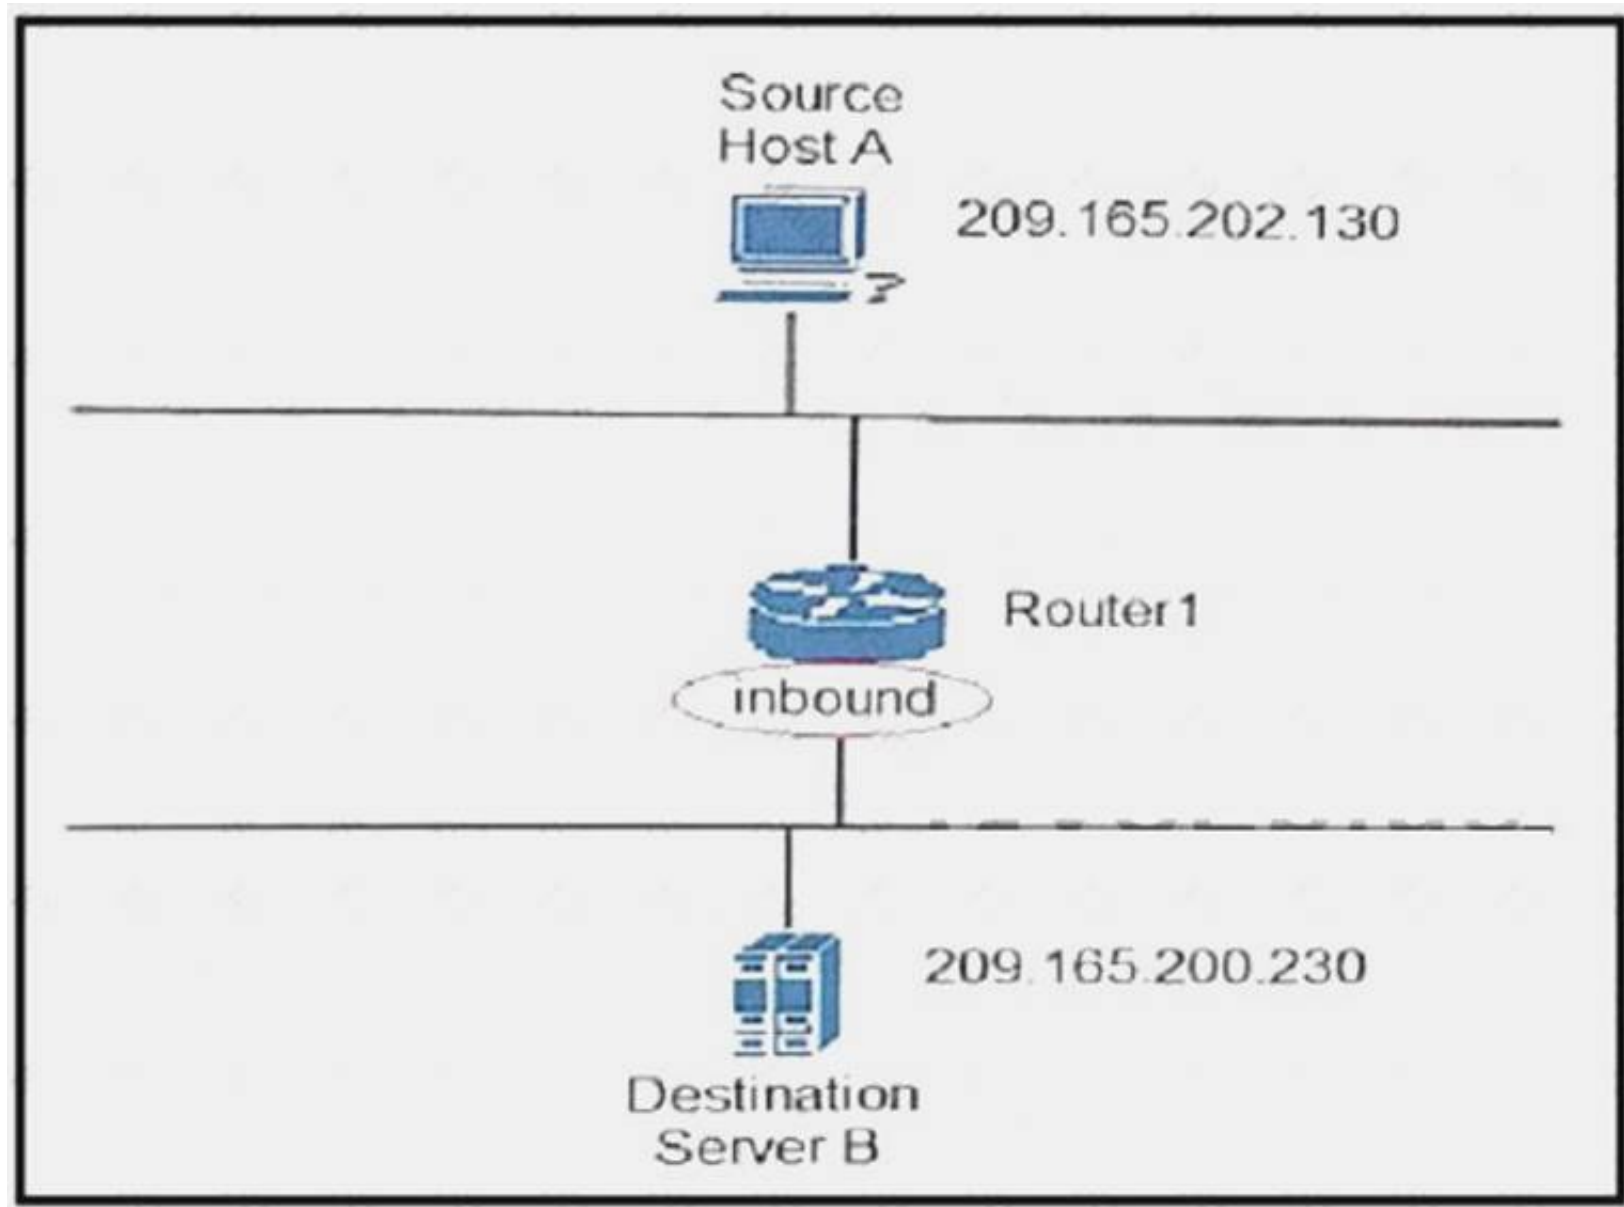 Source
Host A
209.165.202.130
Router1
inbound
209.165.200.230
Destination
Server B